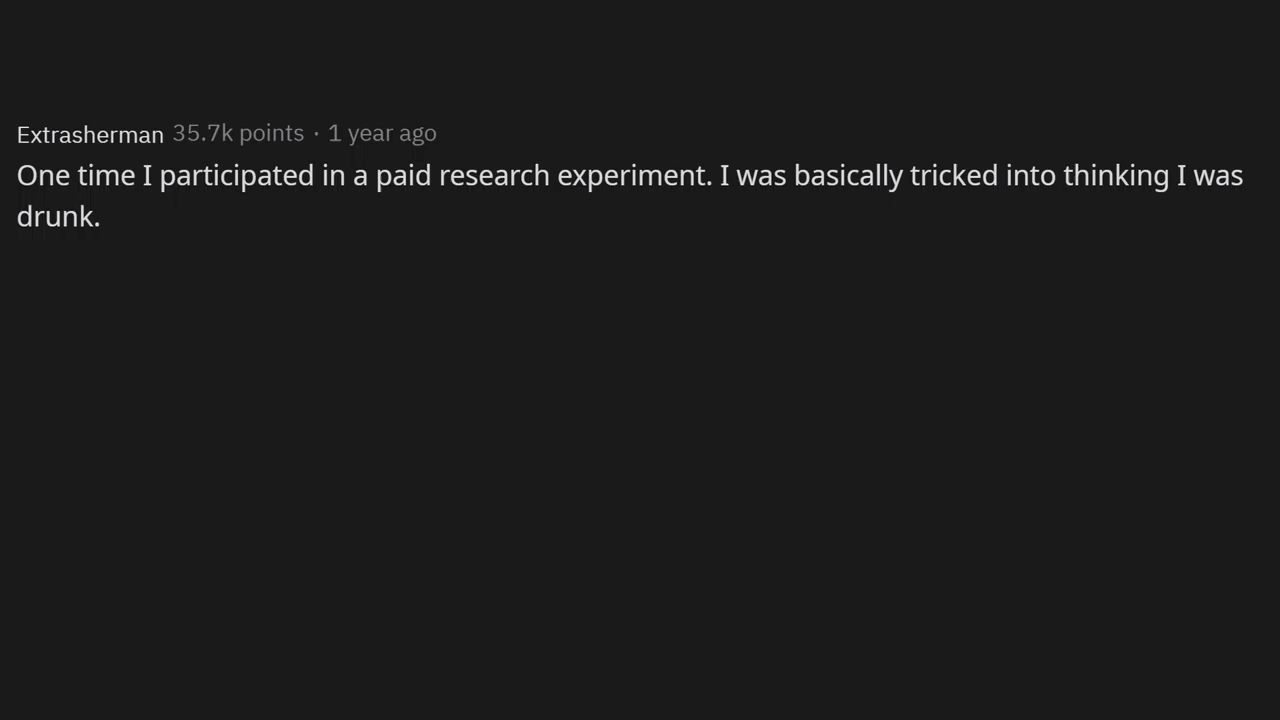 Extrasherman 35.7k points · 1 year ago
One time I participated in a paid research experiment. I was basically tricked into thinking I was
drunk.